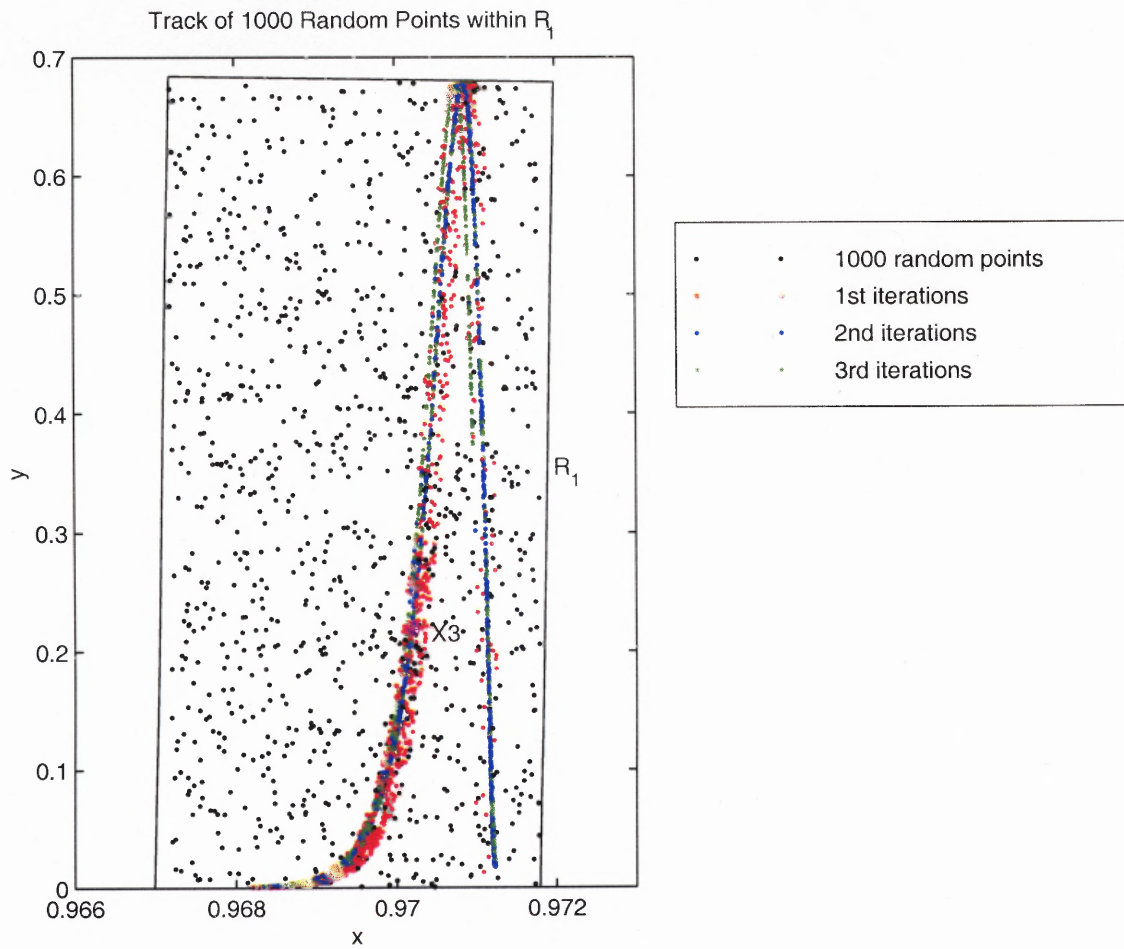 Track of 1000 Random Points within R1
0.7
0.6
0.5
0.4
0.3
0.2
0.1
0
y
0.966
0.968
0.97
0.972
x
X3
R1
1000 random points
1st iterations
2nd iterations
3rd iterations